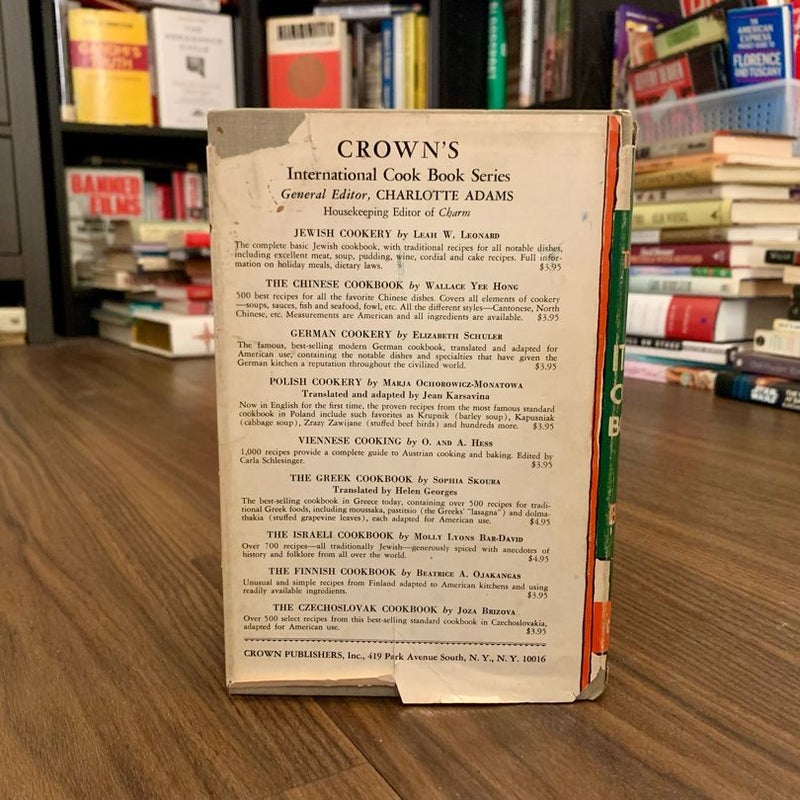 CROWN'S
International Cook Book Series
General Editor, CHARLOTTE ADAMS
Housekeeping Editor of Charm
JEWISH COOKERY by LEAH W. LEONARD
The complete basic Jewish cookbook, with traditional recipes for all notable dishes,
including excellent meat, soup, pudding, wine, cordial and cake recipes. Full infor-
mation on holiday meals, dietary laws. $3.95
THE CHINESE COOKBOOK by WALLACE YEE HONG
500 best recipes for all the favorite Chinese dishes. Covers all elements of cookery
—soups, sauces, fish and seafood, fowl, etc. All the different styles—Cantonese, North
Chinese, etc. Measurements are American and all ingredients are available. $3.95
GERMAN COOKERY by ELIZABETH SCHULER
The famous, best-selling modern German cookbook, translated and adapted for
American use, containing the notable dishes and specialties that have given the
German kitchen a reputation throughout the civilized world. $3.95
POLISH COOKERY by MARJA OCHOROWICZ-MONATOWA
Translated and adapted by Jean Karsavina
Now in English for the first time, the proven recipes from the most famous standard
cookbook in Poland include such favorites as Krupnik (barley soup), Kapusniak
(cabbage soup), Zrazy Zawijane (stuffed beef birds) and hundreds more. $3.95
VIENNESE COOKING by O. AND A. HESS
1,000 recipes provide a complete guide to Austrian cooking and baking. Edited by
Carla Schlesinger. $3.95
THE GREEK COOKBOOK by SOPHIA SKOURA
Translated by Helen Georges
The best-selling cookbook in Greece today, containing over 500 recipes for tradi-
tional Greek foods, including moussaka, pastitsio (the Greeks' "lasagna") and dolma-
thakia (stuffed grapevine leaves), each adapted for American use. $4.95
THE ISRAELI COOKBOOK by MOLLY LYONS BAR-DAVID
Over 700 recipes—all traditionally Jewish—generously spiced with anecdotes of
history and folklore from all over the world. $4.95
THE FINNISH COOKBOOK by BEATRICE A. OJAKANGAS
Unusual and simple recipes from Finland adapted to American kitchens and using
readily available ingredients. $3.95
THE CZECHOSLOVAK COOKBOOK by JOZA BRIZOVA
Over 500 select recipes from this best-selling standard cookbook in Czechoslovakia,
adapted for American use. $3.95
CROWN PUBLISHERS, Inc., 419 Park Avenue South, N. Y., N. Y. 10016
GANDHI'S
TRUTH
BANNED
FILMS
THE AMERICAN
EXPRESS
FLORENCE
AND TUSCANY